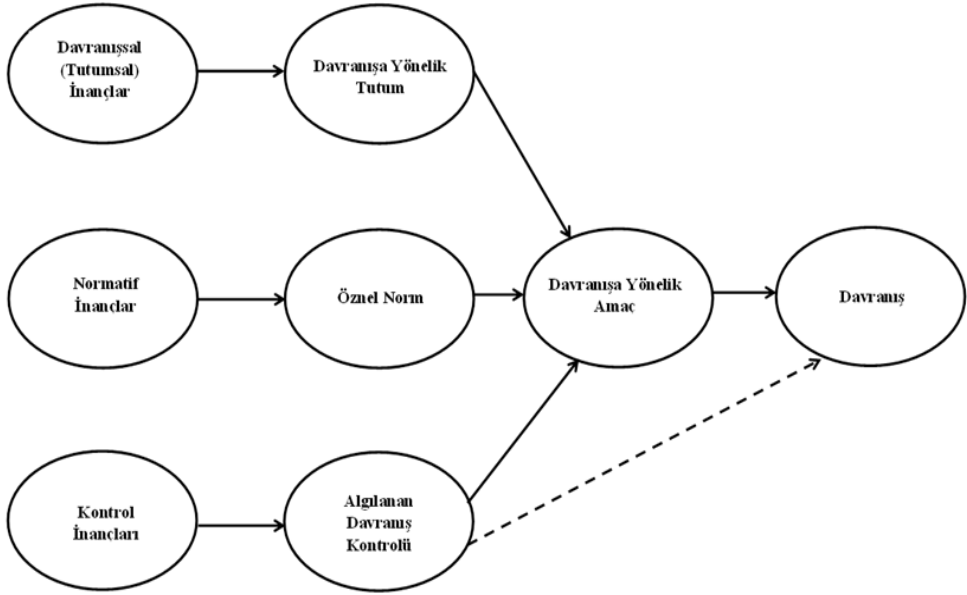 Davranışsal
(Tutumsal)
İnançlar
Davranışa Yönelik
Tutum
Normatif
İnançlar
Öznel Norm
Davranışa Yönelik
Amaç
Davranış
Kontrol
İnançları
Algılanan
Davranış
Kontrolü